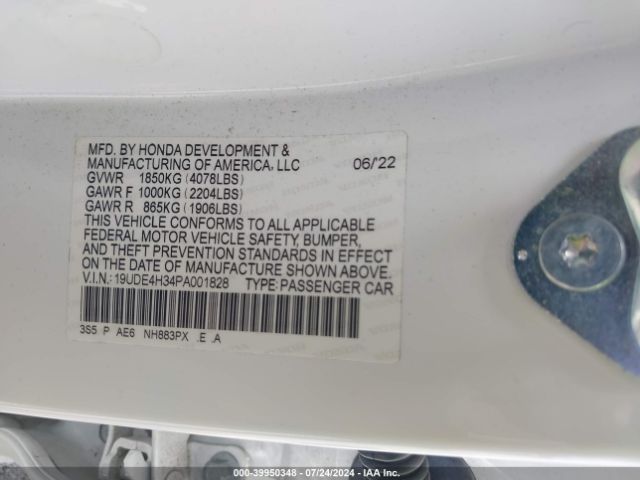 MFD. BY HONDA DEVELOPMENT &
MANUFACTURING OF AMERICA, LLC 06/'22
GVWR 1850KG (4078LBS)
GAWR F 1000KG (2204LBS)
GAWR R 865KG (1906LBS)
THIS VEHICLE CONFORMS TO ALL APPLICABLE
FEDERAL MOTOR VEHICLE SAFETY, BUMPER,
AND THEFT PREVENTION STANDARDS IN EFFECT
ON THE DATE OF MANUFACTURE SHOWN ABOVE.
V.I.N.: 19UDE4H34PA001828 TYPE: PASSENGER CAR
3S5 P AE6 NH883PX .E .A
000-39950348 - 07/24/2024 - IAA Inc.